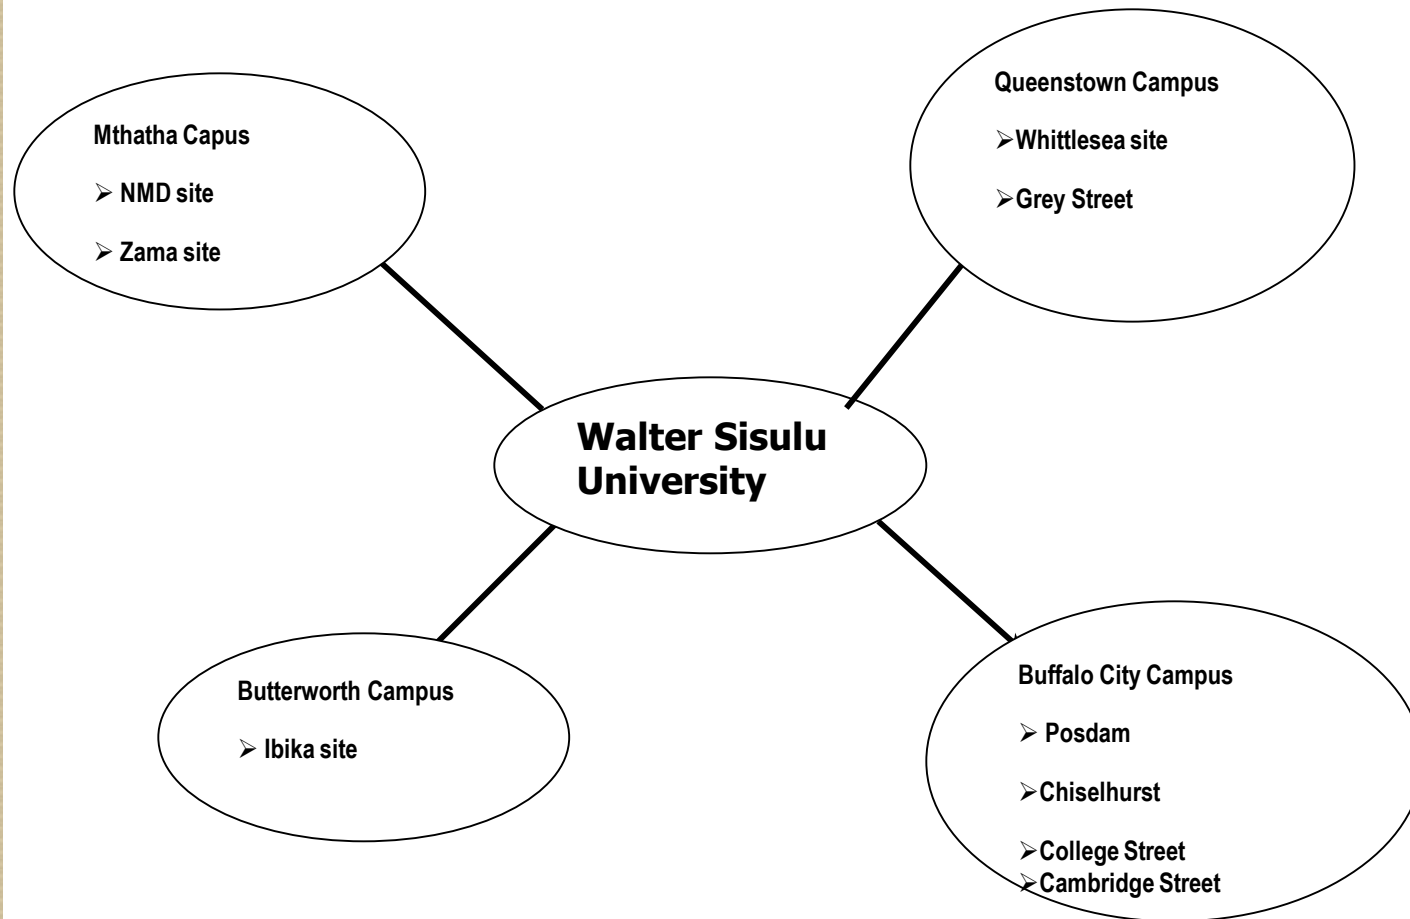 Mthatha Capus
➢ NMD site
➢ Zama site
Queenstown Campus
➢Whittlesea site
➢Grey Street
Walter Sisulu
University
Butterworth Campus
➢ Ibika site
Buffalo City Campus
➢ Posdam
➢Chiselhurst
➢College Street
➢Cambridge Street